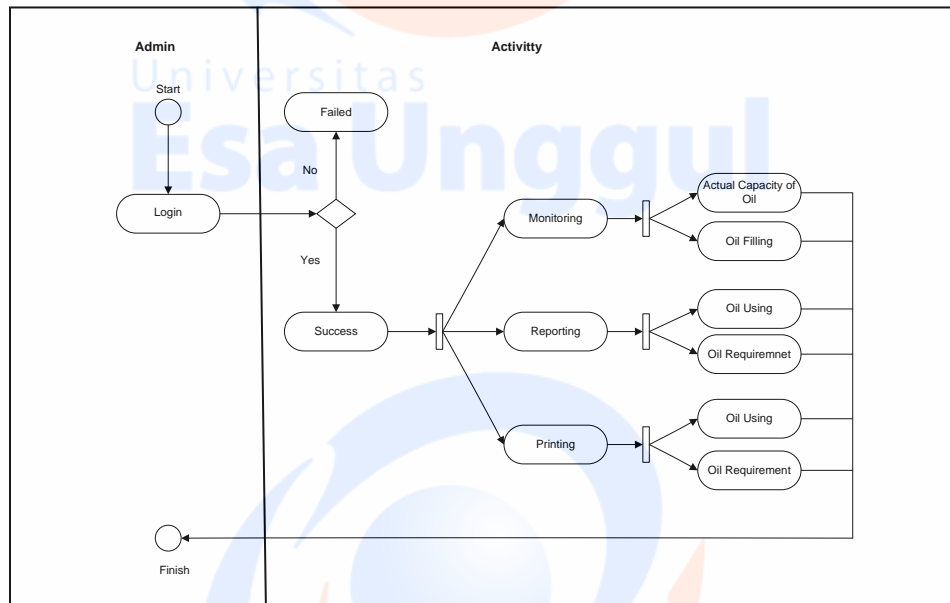 Admin
Activitty
Universitas
Esa Unggul
Start
Failed
No
Login
Yes
Success
Monitoring
Actual Capacity of
Oil
Oil Filling
Reporting
Oil Using
Oil Requiremnet
Printing
Oil Using
Oil Requirement
Finish